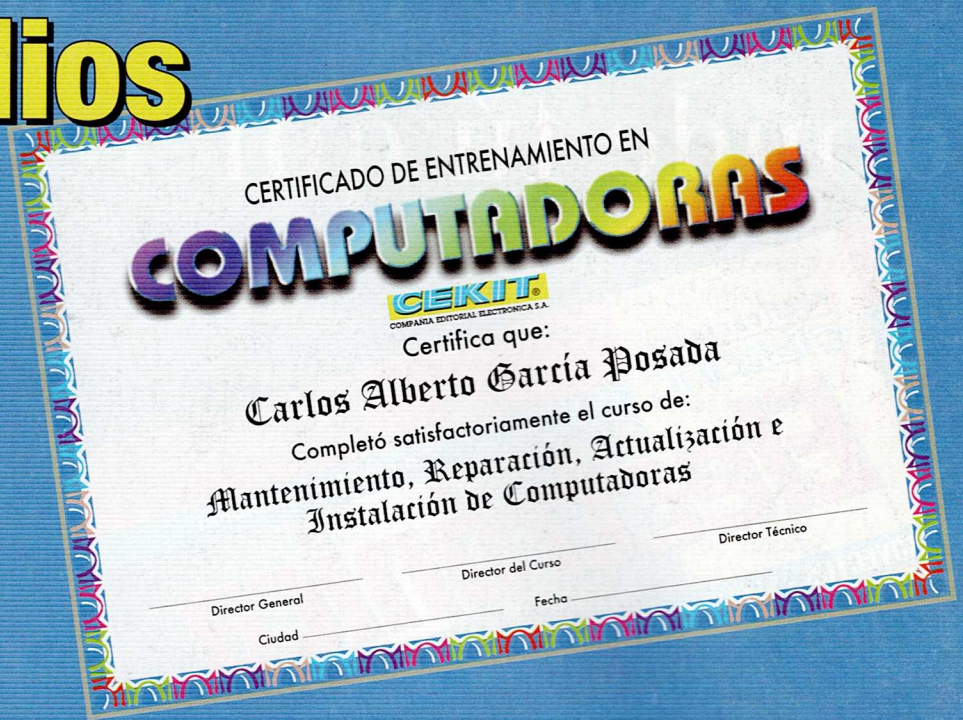 CERTIFICADO DE ENTRENAMIENTO EN
COMPUTADORAS
CEKIT®
COMPAÑIA EDITORIAL ELECTRONICA S.A.
Certifica que:
Carlos Alberto García Posada
Completó satisfactoriamente el curso de:
Mantenimiento, Reparación, Actualización e
Instalación de Computadoras
Director General
Director del Curso
Director Técnico
Ciudad
Fecha